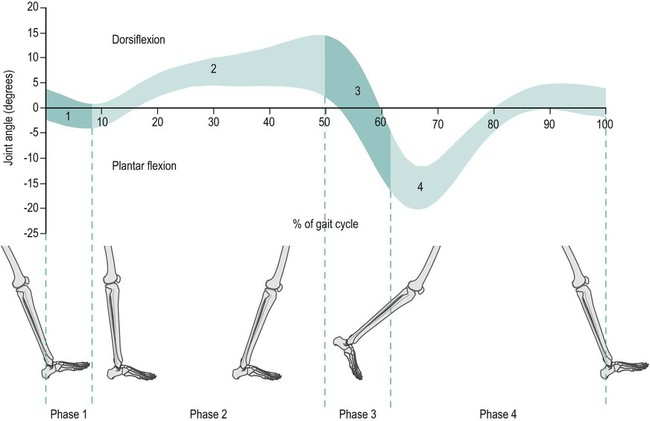 20
15
Dorsiflexion
10
2
5
3
Joint angle (degrees)
0
1
10 20 30 40 50 60 70 80 90 100
-5
Plantar flexion
-10
-15
4
-20
% of gait cycle
-25
Phase 1 Phase 2 Phase 3 Phase 4